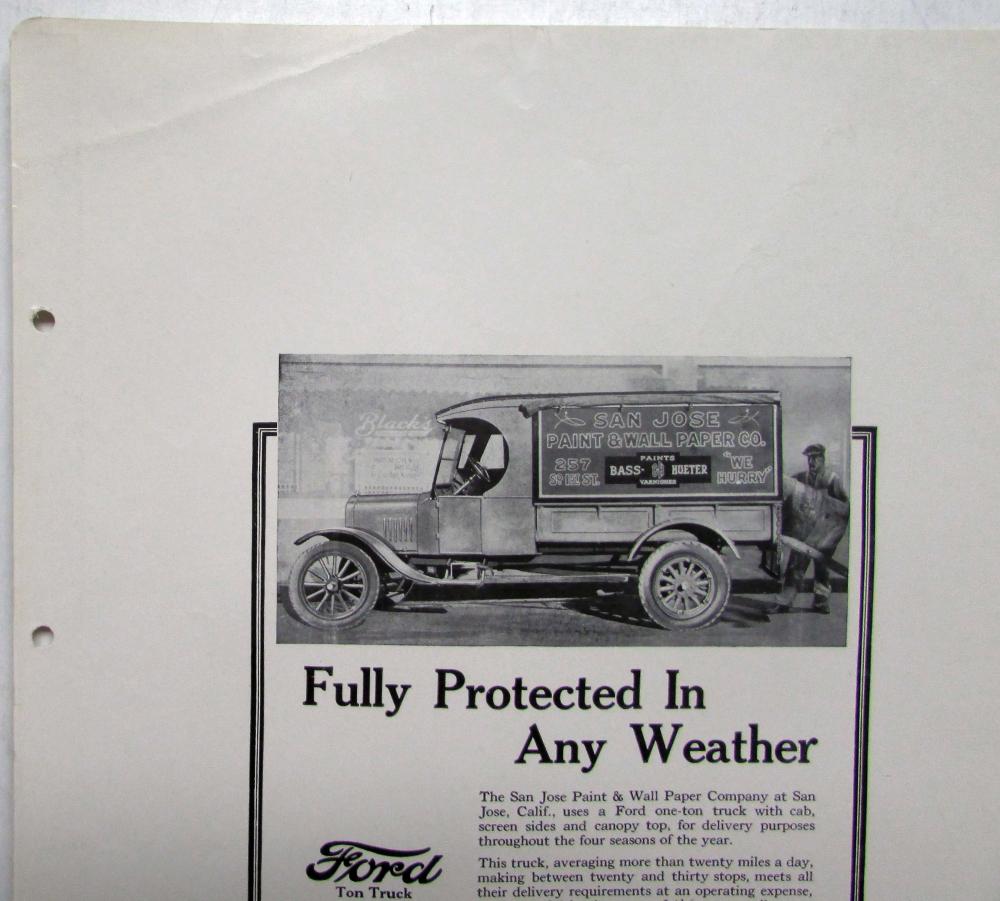 Black's
SAN JOSE
PAINT & WALL PAPER CO.
257
SO. 1ST. ST.
PAINTS
BASS-HUETER
VARNISHES
"WE
HURRY"
Fully Protected In
Any Weather
The San Jose Paint & Wall Paper Company at San
Jose, Calif., uses a Ford one-ton truck with cab,
screen sides and canopy top, for delivery purposes
throughout the four seasons of the year.
Ford
Ton Truck
This truck, averaging more than twenty miles a day,
making between twenty and thirty stops, meets all
their delivery requirements at an operating expense,